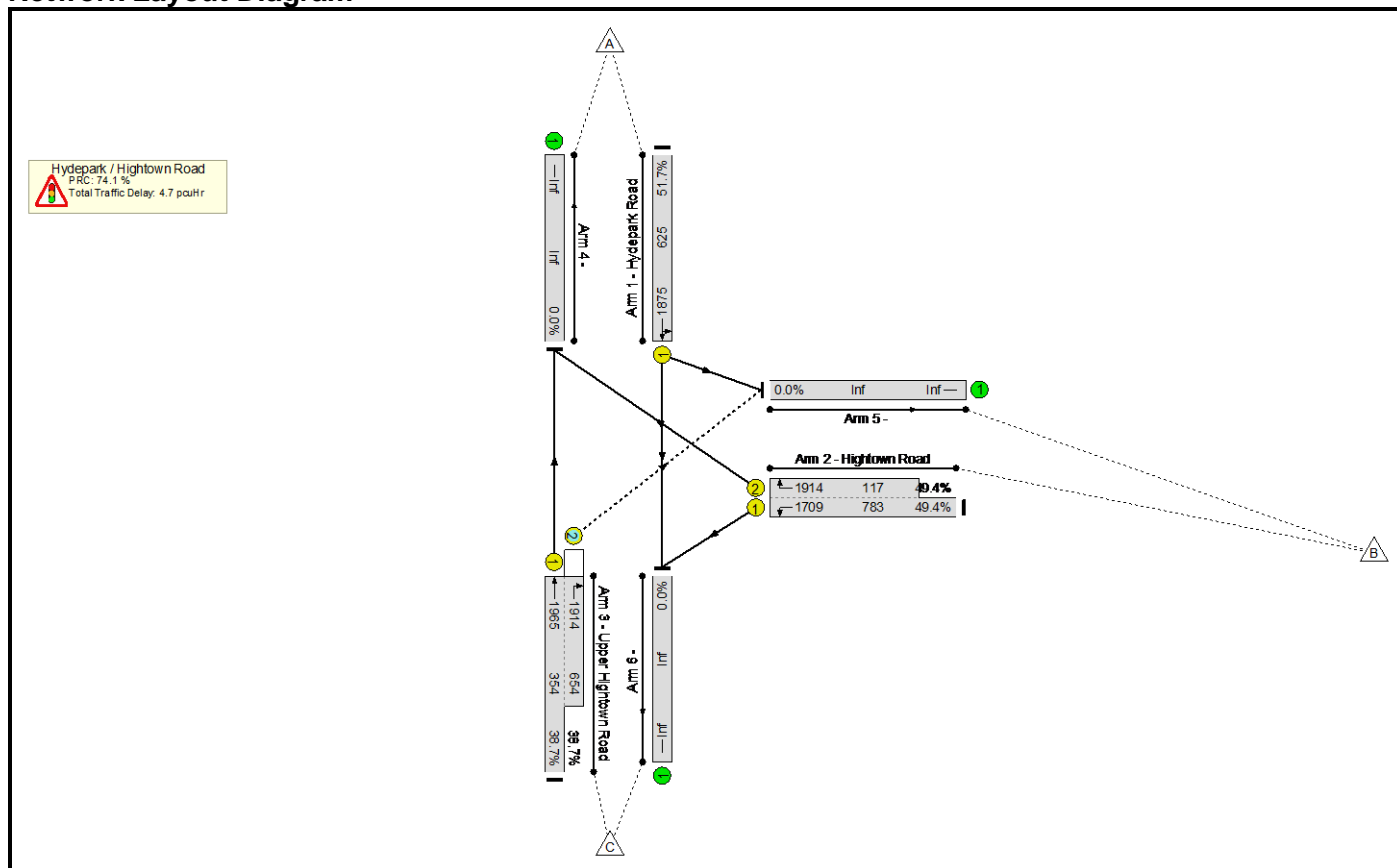 Network Layout Diagram
A
Hydepark / Hightown Road
PRC: 74.1 %
Total Traffic Delay: 4.7 pcuHr
1
Inf
Inf
0.0%
Arm 4 -
Arm 1 - Hydepark Road
51.7%
625
1875
1
1
0.0% Inf Inf
1
Arm 5 -
Arm 2 - Hightown Road
2
1914 117 49.4%
1
1709 783 49.4%
B
2
1
1965 354 38.7%
1914 654 38.7%
Arm 3 - Upper Hightown Road
Arm 6 -
0.0%
Inf
Inf
1
C